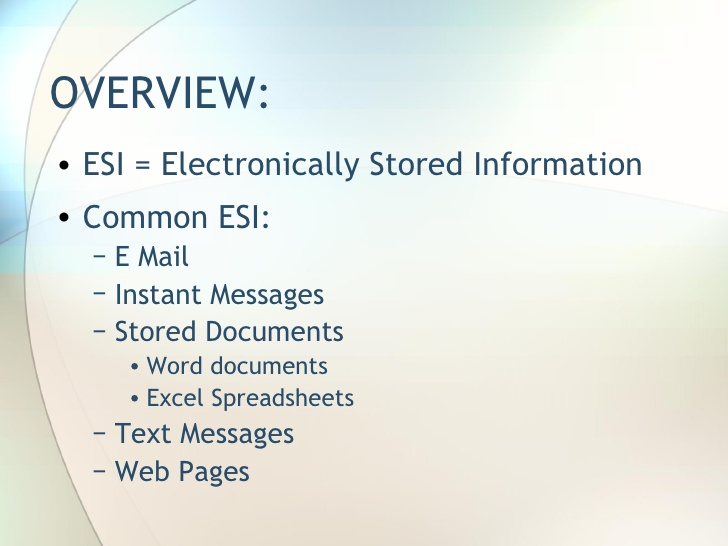 OVERVIEW:
• ESI = Electronically Stored Information
• Common ESI:
– E Mail
– Instant Messages
– Stored Documents
• Word documents
• Excel Spreadsheets
– Text Messages
– Web Pages